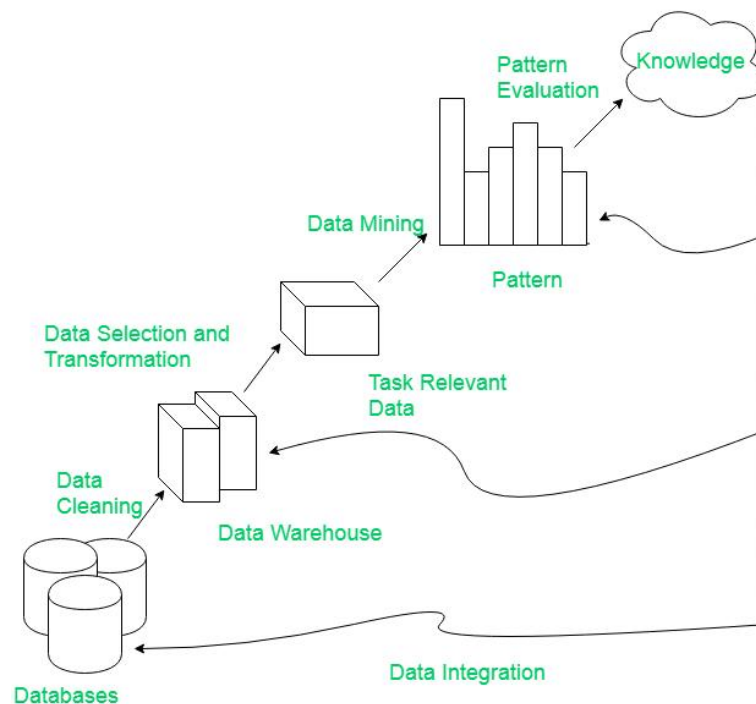 Knowledge
Pattern
Evaluation
Data Mining
Pattern
Data Selection and
Transformation
Task Relevant
Data
Data
Cleaning
Data Warehouse
Data Integration
Databases